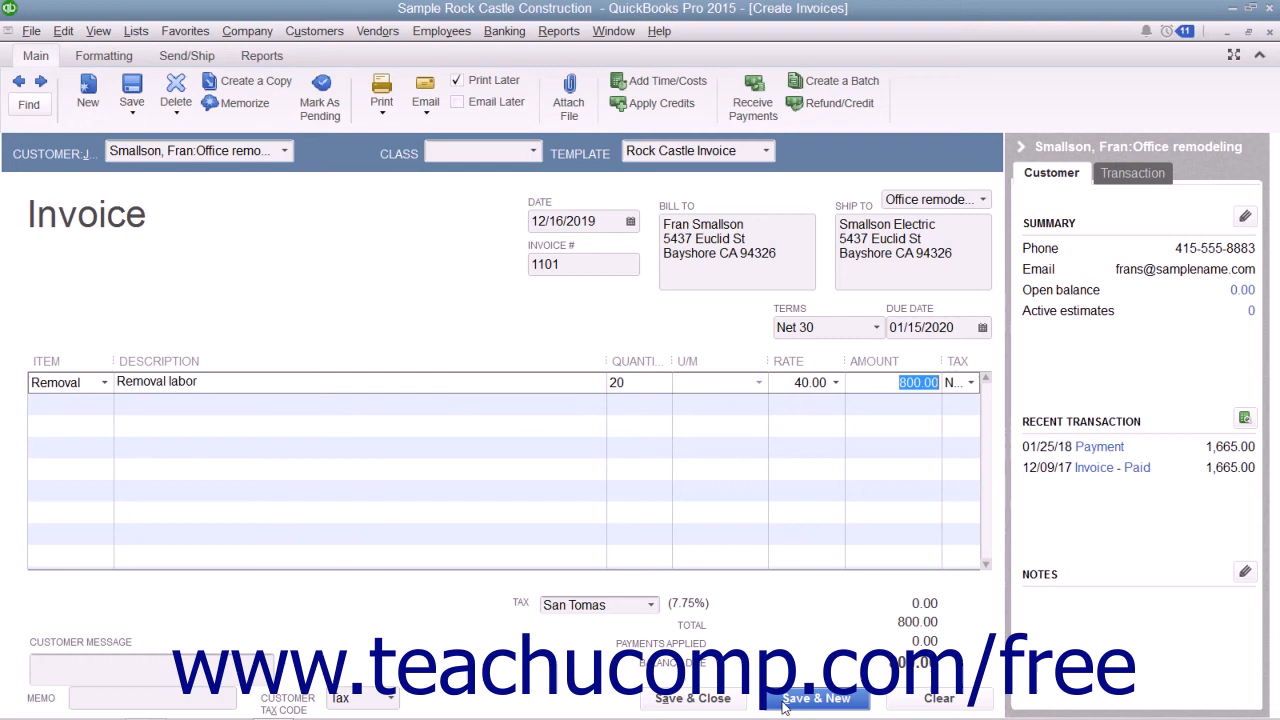 Sample Rock Castle Construction - QuickBooks Pro 2015 - [Create Invoices]
File Edit View Lists Favorites Company Customers Vendors Employees Banking Reports Window Help
11
Main Formatting Send/Ship Reports
Find
New
Save
Delete
Create a Copy
Memorize
Mark As
Pending
Print
Email
Print Later
Email Later
Attach
File
Add Time/Costs
Apply Credits
Receive
Payments
Create a Batch
Refund/Credit
CUSTOMER:J... Smallson, Fran:Office remo... CLASS TEMPLATE Rock Castle Invoice
Invoice
DATE
12/16/2019
INVOICE #
1101
BILL TO
Fran Smallson
5437 Euclid St
Bayshore CA 94326
SHIP TO Office remode...
Smallson Electric
5437 Euclid St
Bayshore CA 94326
TERMS
Net 30
DUE DATE
01/15/2020
ITEM DESCRIPTION QUANTI... U/M RATE AMOUNT TAX
Removal Removal labor 20 40.00 800.00 N...
TAX San Tomas (7.75%) 0.00
TOTAL 800.00
PAYMENTS APPLIED 0.00
CUSTOMER MESSAGE
MEMO
CUSTOMER
TAX CODE
Tax
Save & Close Save & New Clear
Smallson, Fran:Office remodeling
Customer Transaction
SUMMARY
Phone 415-555-8883
Email frans@samplename.com
Open balance 0.00
Active estimates 0
RECENT TRANSACTION
01/25/18 Payment 1,665.00
12/09/17 Invoice - Paid 1,665.00
NOTES
www.teachucomp.com/free